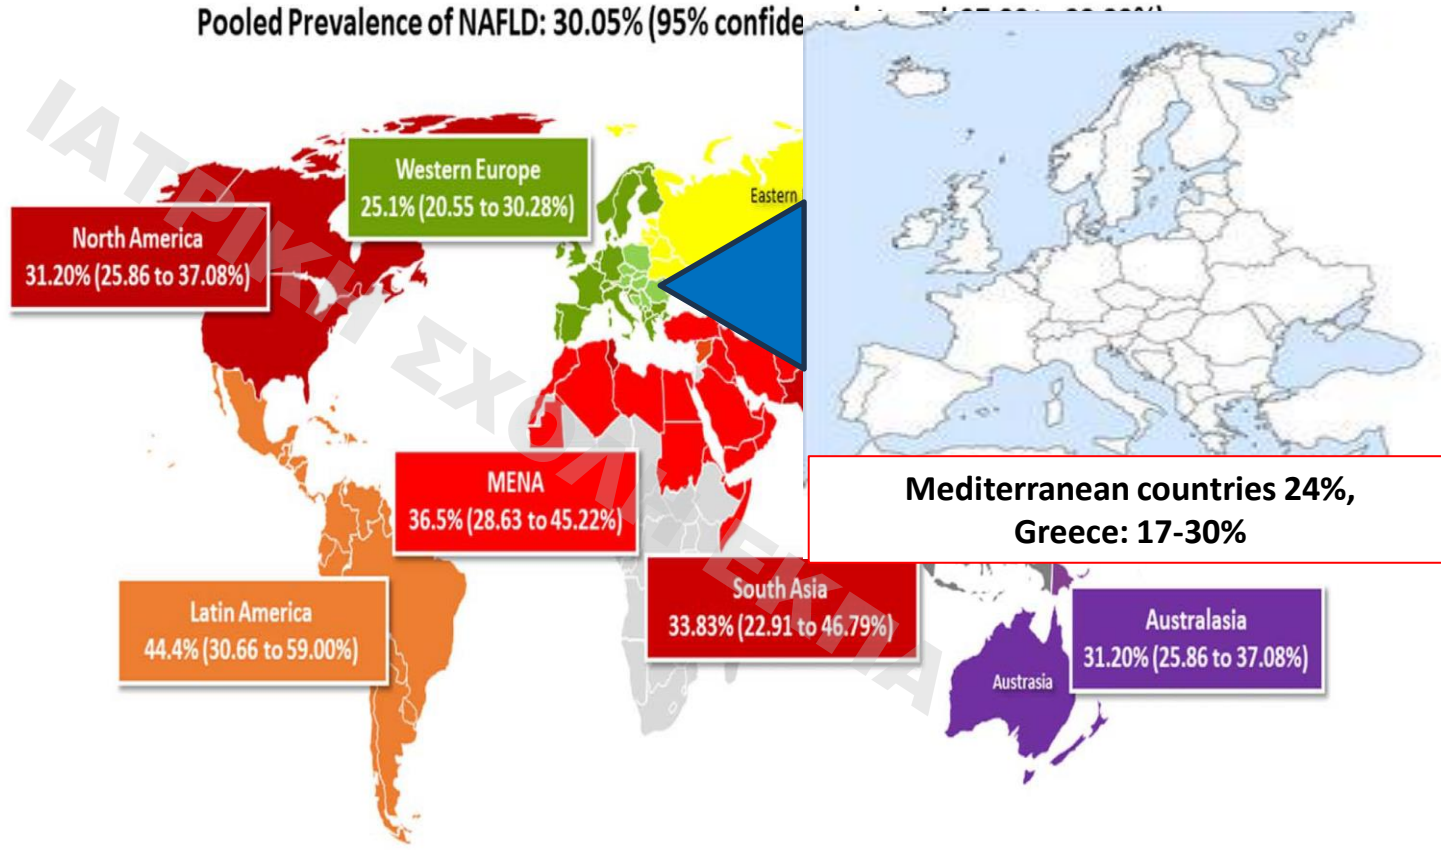 Pooled Prevalence of NAFLD: 30.05% (95%
Western Europe
25.1% (20.55 to 30.28%)
Eastern
North America
31.20% (25.86 to 37.08%)
MENA
36.5% (28.63 to 45.22%)
Mediterranean countries 24%,
Greece: 17-30%
South Asia
33.83% (22.91 to 46.79%)
Latin America
44.4% (30.66 to 59.00%)
Australasia
31.20% (25.86 to 37.08%)
Austrasia
ΙΑΤΡΙΚΗ ΣΧΟΛΗ ΕΚΠΑ